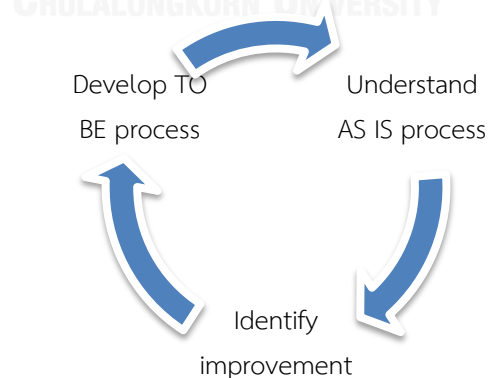 CHULALONGKORN UNIVERSITY
Develop TO
BE process
Understand
AS IS process
Identify
improvement